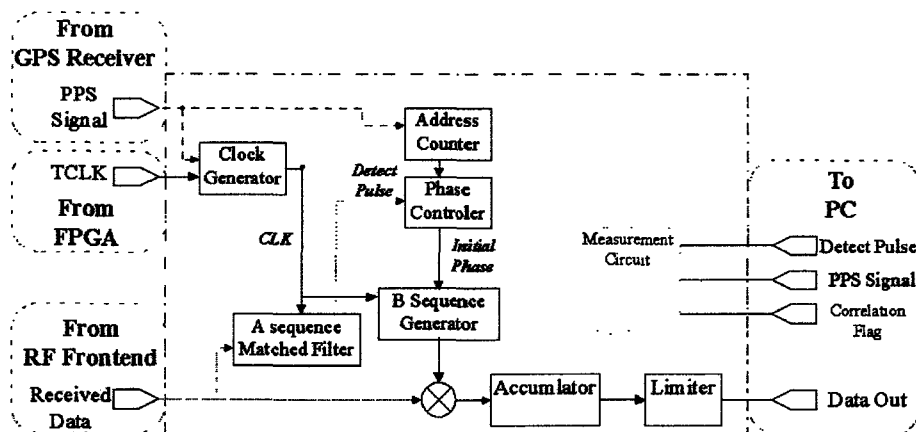 From
GPS Receiver
PPS
Signal
TCLK
From
FPGA
From
RF Frontend
Received
Data
Clock
Generator
CLK
A sequence
Matched Filter
Address
Counter
Detect
Pulse
Phase
Controler
Initial
Phase
B Sequence
Generator
Accumlator
Limiter
Measurement
Circuit
To
PC
Detect Pulse
PPS Signal
Correlation
Flag
Data Out